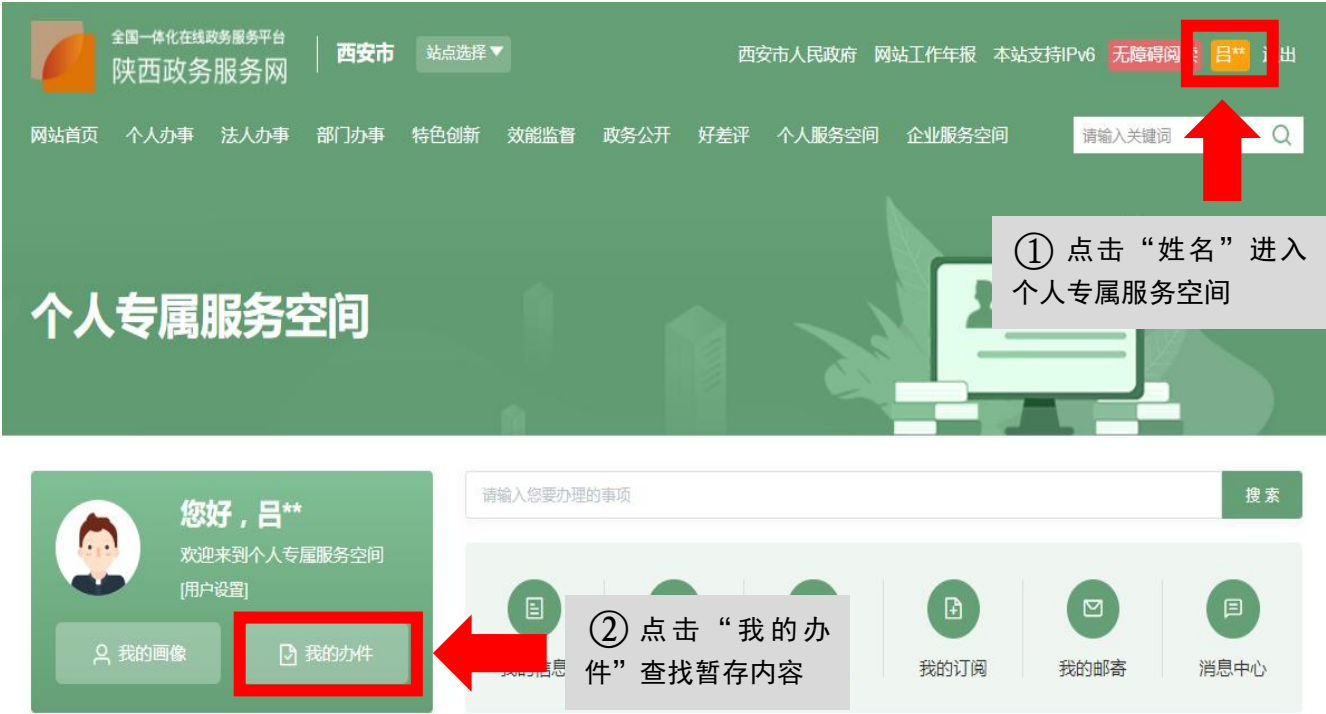 全国一体化在线政务服务平台
陕西政务服务网
西安市
站点选择▼
西安市人民政府 网站工作年报 本站支持IPv6 无障碍阅 吕** 出
网站首页 个人办事 法人办事 部门办事 特色创新 效能监督 政务公开 好差评 个人服务空间 企业服务空间
请输入关键词
① 点击“姓名”进入
个人专属服务空间
个人专属服务空间
您好，吕**
欢迎来到个人专属服务空间
[用户设置]
我的画像
我的办件
请输入您要办理的事项
搜索
② 点击“我的办
件”查找暂存内容
信息
我的订阅
我的邮寄
消息中心